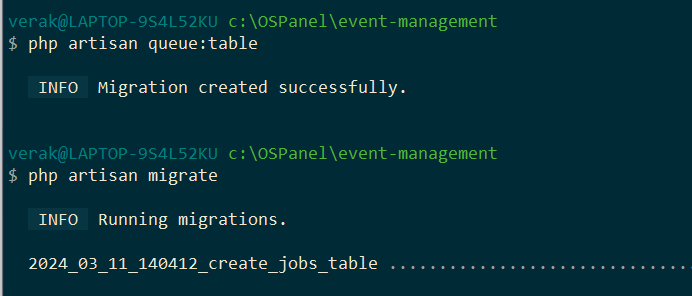 verak@LAPTOP-9S4L52KU c:\OSPanel\event-management
$ php artisan queue:table
INFO Migration created successfully.
verak@LAPTOP-9S4L52KU c:\OSPanel\event-management
$ php artisan migrate
INFO Running migrations.
2024_03_11_140412_create_jobs_table ..............................